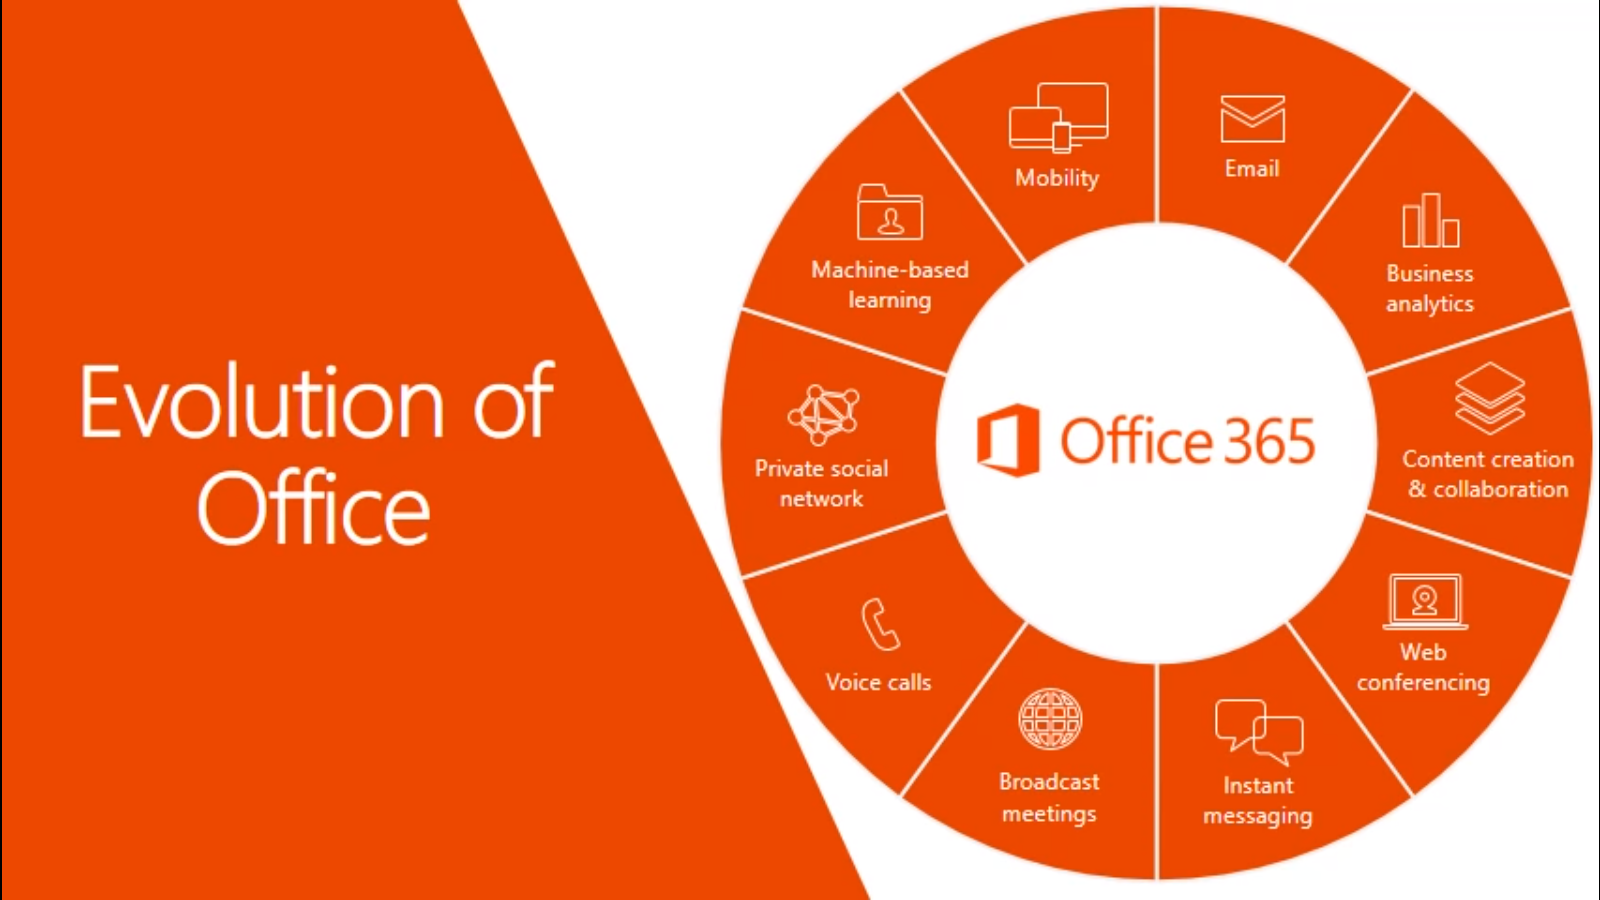 Evolution of
Office
Office 365
Email
Business
analytics
Content creation
& collaboration
Web
conferencing
Instant
messaging
Broadcast
meetings
Voice calls
Private social
network
Machine-based
learning
Mobility